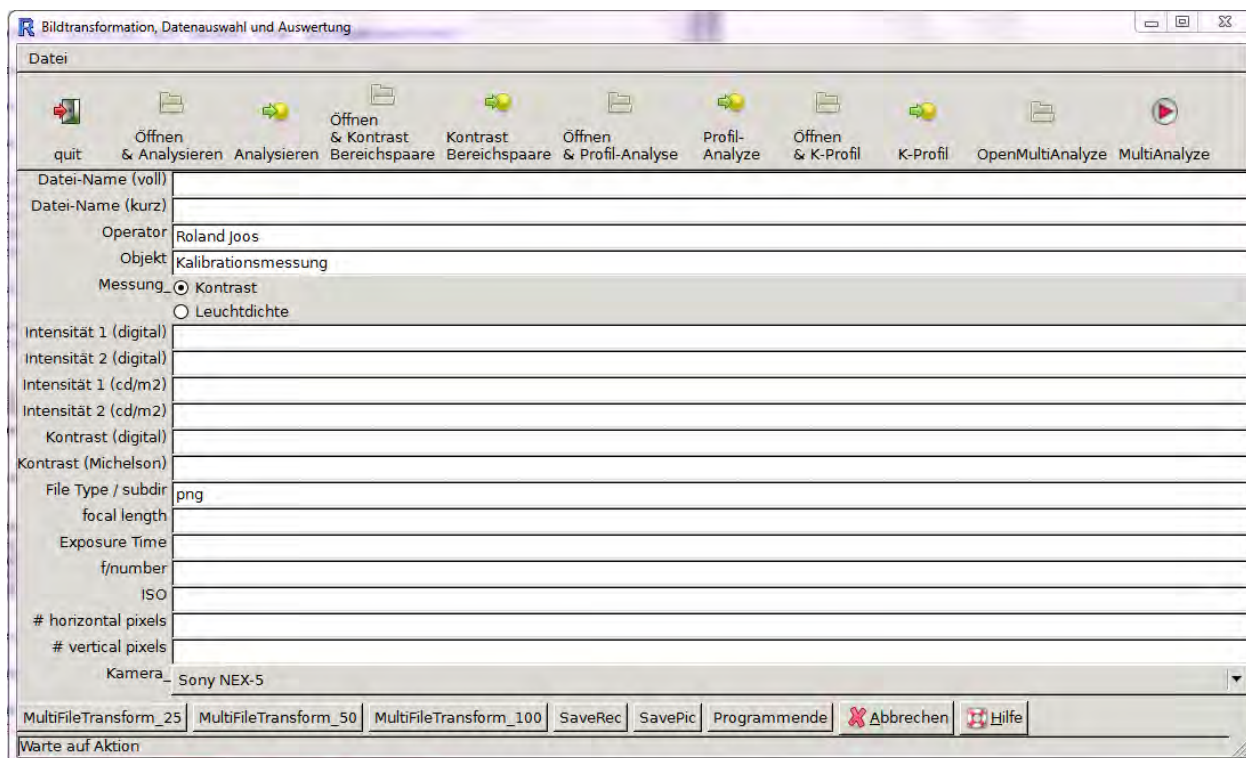 Bildtransformation, Datenauswahl und Auswertung
Datei
quit
Öffnen
& Analysieren
Analysieren
Öffnen
& Kontrast
Bereichspaare
Kontrast
Bereichspaare
Öffnen
& Profil-Analyse
Profil-
Analyze
Öffnen
& K-Profil
K-Profil
OpenMultiAnalyze
MultiAnalyze
Datei-Name (voll)
Datei-Name (kurz)
Operator Roland Joos
Objekt Kalibrationsmessung
Messung_ Kontrast
Leuchtdichte
Intensität 1 (digital)
Intensität 2 (digital)
Intensität 1 (cd/m2)
Intensität 2 (cd/m2)
Kontrast (digital)
Kontrast (Michelson)
File Type / subdir png
focal length
Exposure Time
f/number
ISO
# horizontal pixels
# vertical pixels
Kamera_ Sony NEX-5
MultiFileTransform_25 MultiFileTransform_50 MultiFileTransform_100 SaveRec SavePic Programmende Abbrechen Hilfe
Warte auf Aktion